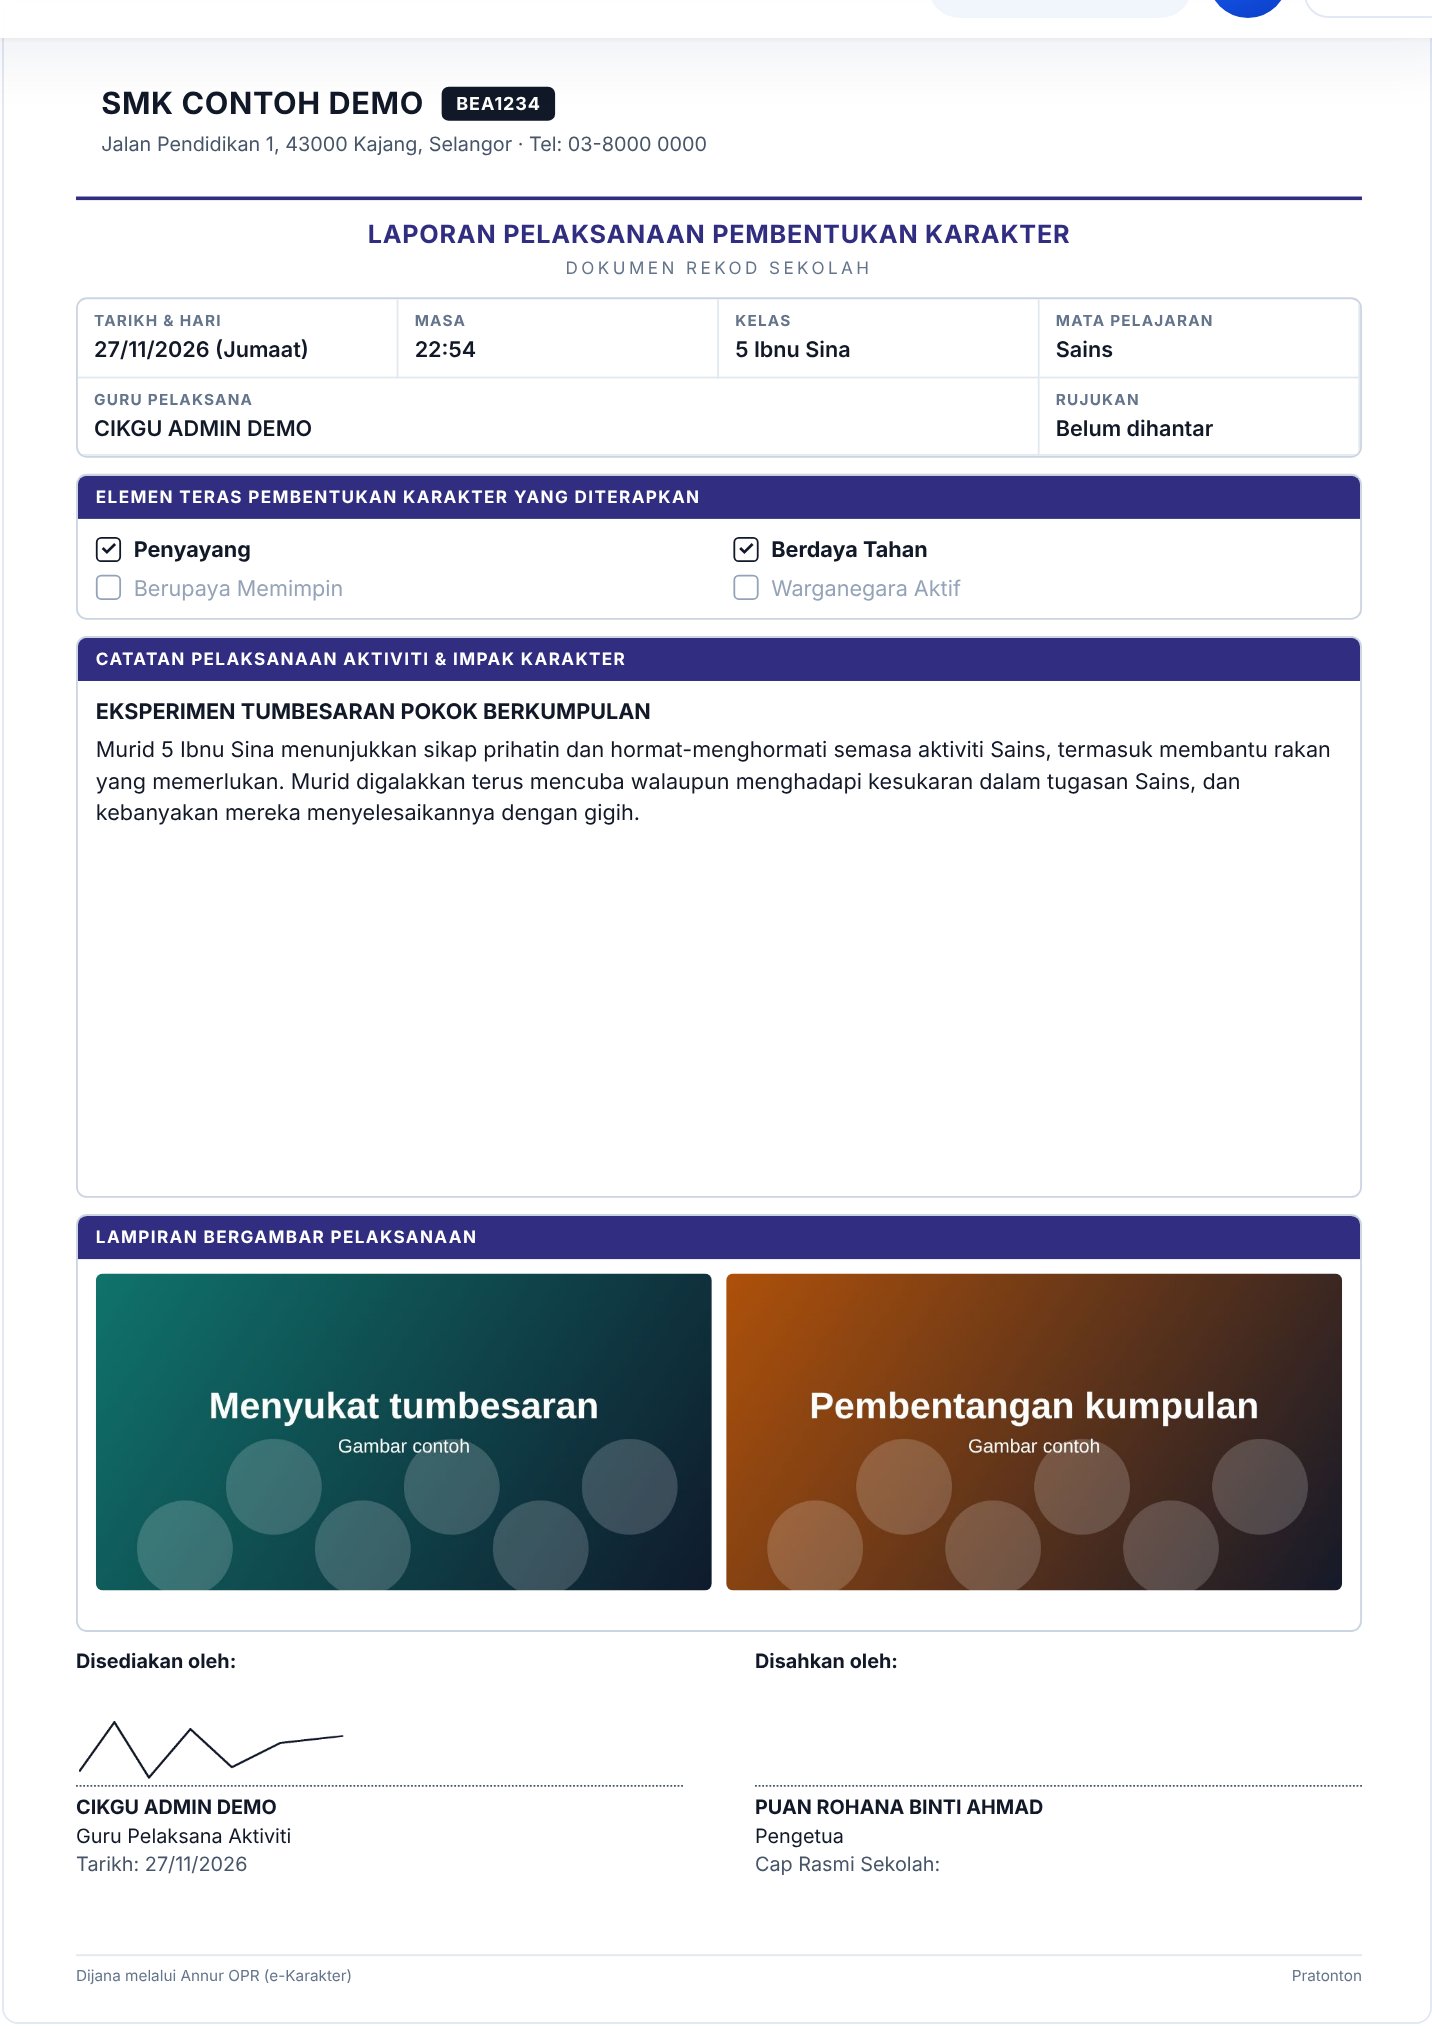 SMK CONTOH DEMO BEA1234
Jalan Pendidikan 1, 43000 Kajang, Selangor · Tel: 03-8000 0000
LAPORAN PELAKSANAAN PEMBENTUKAN KARAKTER
DOKUMEN REKOD SEKOLAH
TARIKH & HARI
27/11/2026 (Jumaat)
MASA
22:54
KELAS
5 Ibnu Sina
MATA PELAJARAN
Sains
GURU PELAKSANA
CIKGU ADMIN DEMO
RUJUKAN
Belum dihantar
ELEMEN TERAS PEMBENTUKAN KARAKTER YANG DITERAPKAN
Penyayang
Berdaya Tahan
Berupaya Memimpin
Warganegara Aktif
CATATAN PELAKSANAAN AKTIVITI & IMPAK KARAKTER
EKSPERIMEN TUMBESARAN POKOK BERKUMPULAN
Murid 5 Ibnu Sina menunjukkan sikap prihatin dan hormat-menghormati semasa aktiviti Sains, termasuk membantu rakan
yang memerlukan. Murid digalakkan terus mencuba walaupun menghadapi kesukaran dalam tugasan Sains, dan
kebanyakan mereka menyelesaikannya dengan gigih.
LAMPIRAN BERGAMBAR PELAKSANAAN
Menyukat tumbesaran
Gambar contoh
Pembentangan kumpulan
Gambar contoh
Disediakan oleh:
CIKGU ADMIN DEMO
Guru Pelaksana Aktiviti
Tarikh: 27/11/2026
Disahkan oleh:
PUAN ROHANA BINTI AHMAD
Pengetua
Cap Rasmi Sekolah:
Dijana melalui Annur OPR (e-Karakter)
Pratonton